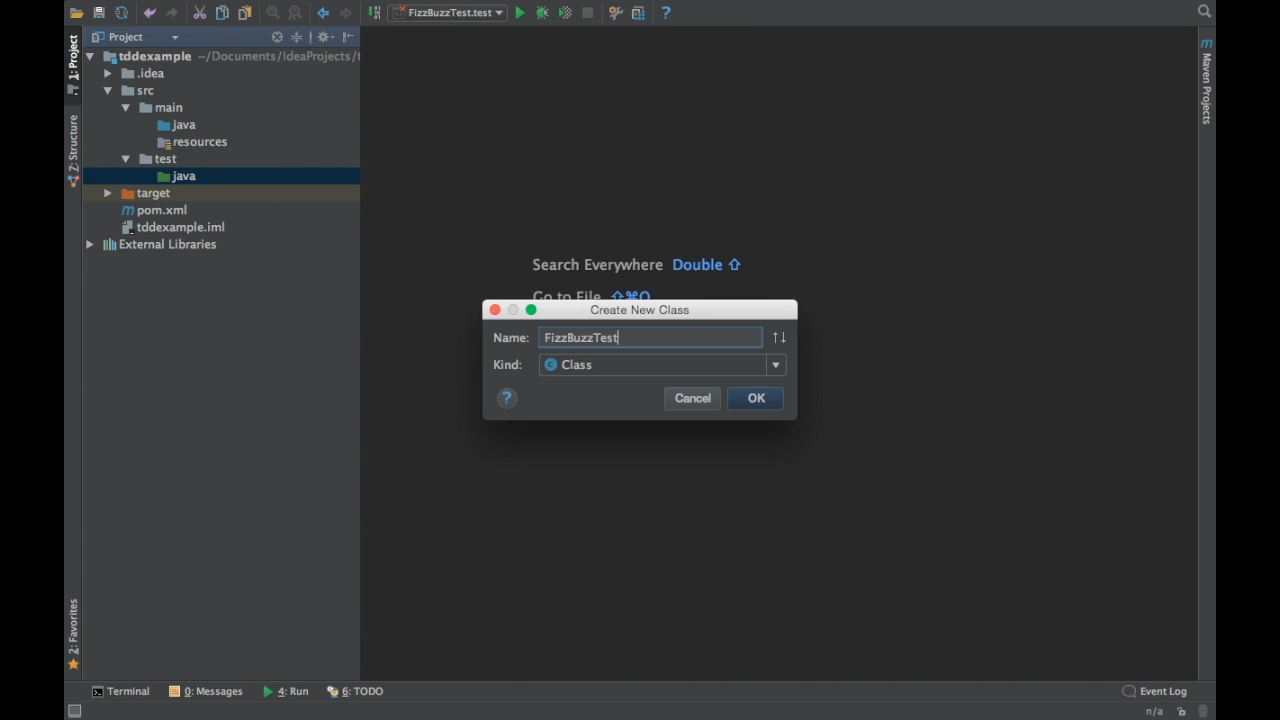 FizzBuzzTest.test
Project
1: Project
tddexample ~/Documents/IdeaProjects/
.idea
src
main
java
resources
test
java
target
pom.xml
tddexample.iml
External Libraries
Z: Structure
2: Favorites
Maven Projects
Search Everywhere Double ⇧
Go to File ⇧⌘O
Create New Class
Name: FizzBuzzTest
Kind: Class
? Cancel OK
Terminal 0: Messages 4: Run 6: TODO Event Log
n/a